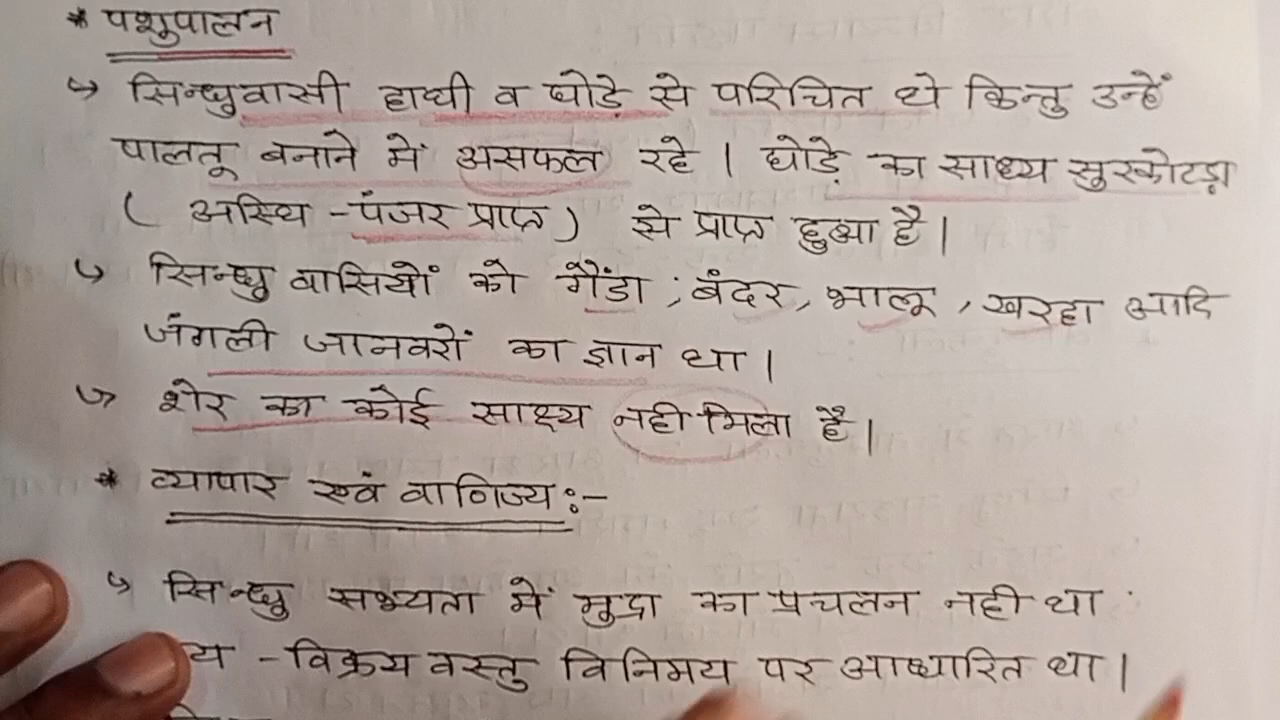 * पशुपालन
↳ सिन्धुवासी हाथी व घोड़े से परिचित थे किन्तु उन्हें
पालतू बनाने में असफल रहे । घोड़े का साध्य सुरकोटड़ा
( अस्थि - पंजर प्राप्त ) से प्राप्त हुआ है ।
↳ सिन्धु वासियों को गैंडा , बंदर , भालू , खरहा आदि
जंगली जानवरों का ज्ञान था ।
↳ शेर का कोई साक्ष्य नही मिला है ।
* व्यापार एवं वाणिज्य :-
↳ सिन्धु सभ्यता में मुद्रा का प्रचलन नही था
- विक्रय वस्तु विनिमय पर आधारित था ।